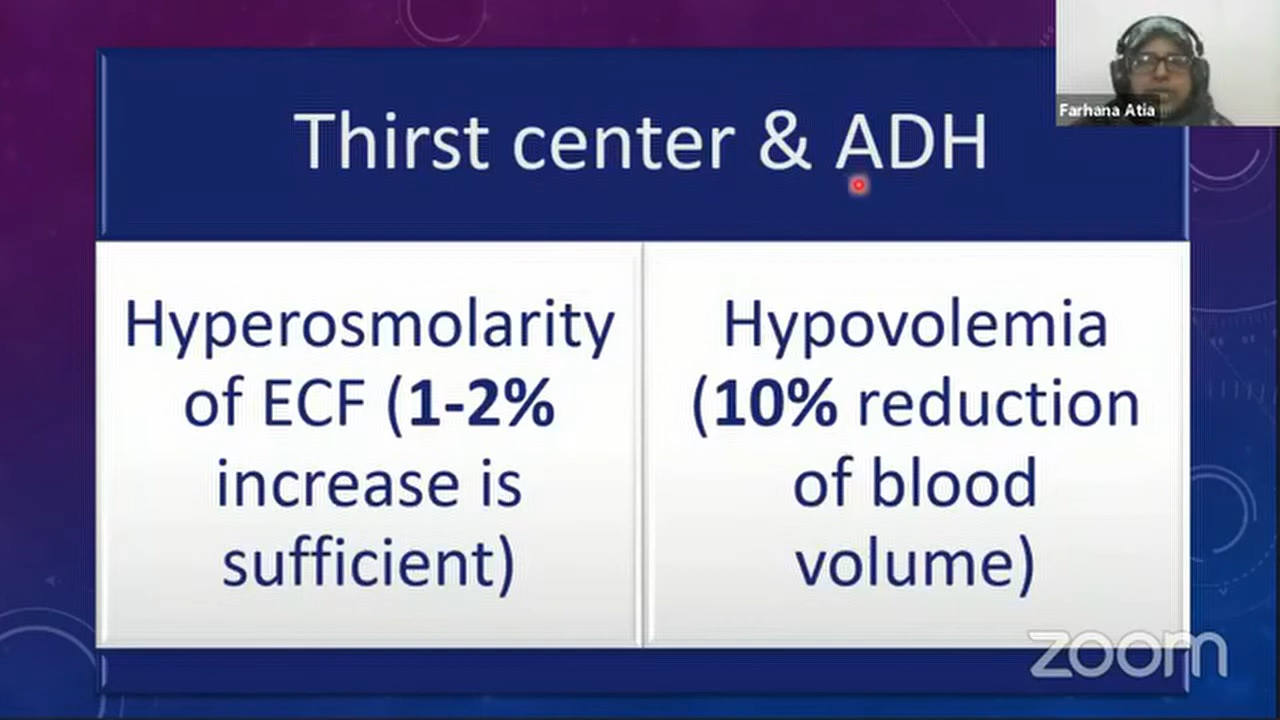 Thirst center & ADH
Farhana Atia
Hyperosmolarity
of ECF (1-2%
increase is
sufficient)
Hypovolemia
(10% reduction
of blood
volume)
zoom